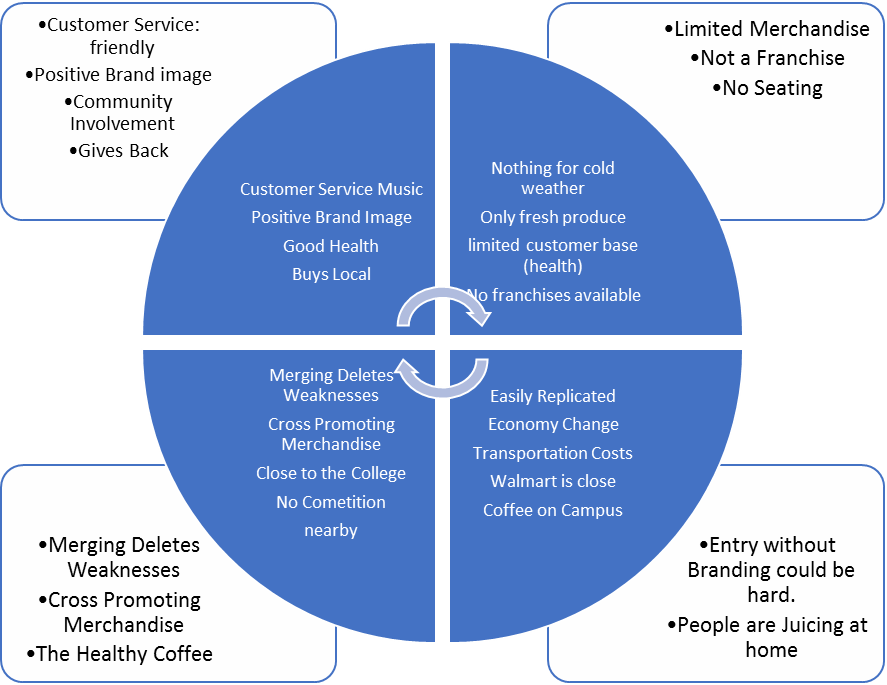 •Customer Service:
friendly
•Positive Brand image
•Community
Involvement
•Gives Back
•Limited Merchandise
•Not a Franchise
•No Seating
Customer Service Music
Positive Brand Image
Good Health
Buys Local
Nothing for cold
weather
Only fresh produce
limited customer base
(health)
No franchises available
Merging Deletes
Weaknesses
Cross Promoting
Merchandise
Close to the College
No Cometition
nearby
Easily Replicated
Economy Change
Transportation Costs
Walmart is close
Coffee on Campus
•Merging Deletes
Weaknesses
•Cross Promoting
Merchandise
•The Healthy Coffee
•Entry without
Branding could be
hard.
•People are Juicing at
home